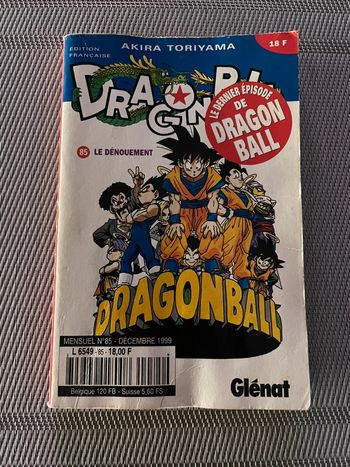 ÉDITION
FRANÇAISE
AKIRA TORIYAMA
18 F
DRAGON BALL
LE DERNIER ÉPISODE
DE
DRAGON
BALL
85 LE DÉNOUEMENT
DRAGONBALL
MENSUEL N°85 - DÉCEMBRE 1999
L 6549 - 85 - 18,00 F
Belgique 120 FB - Suisse 5,60 FS
Glénat